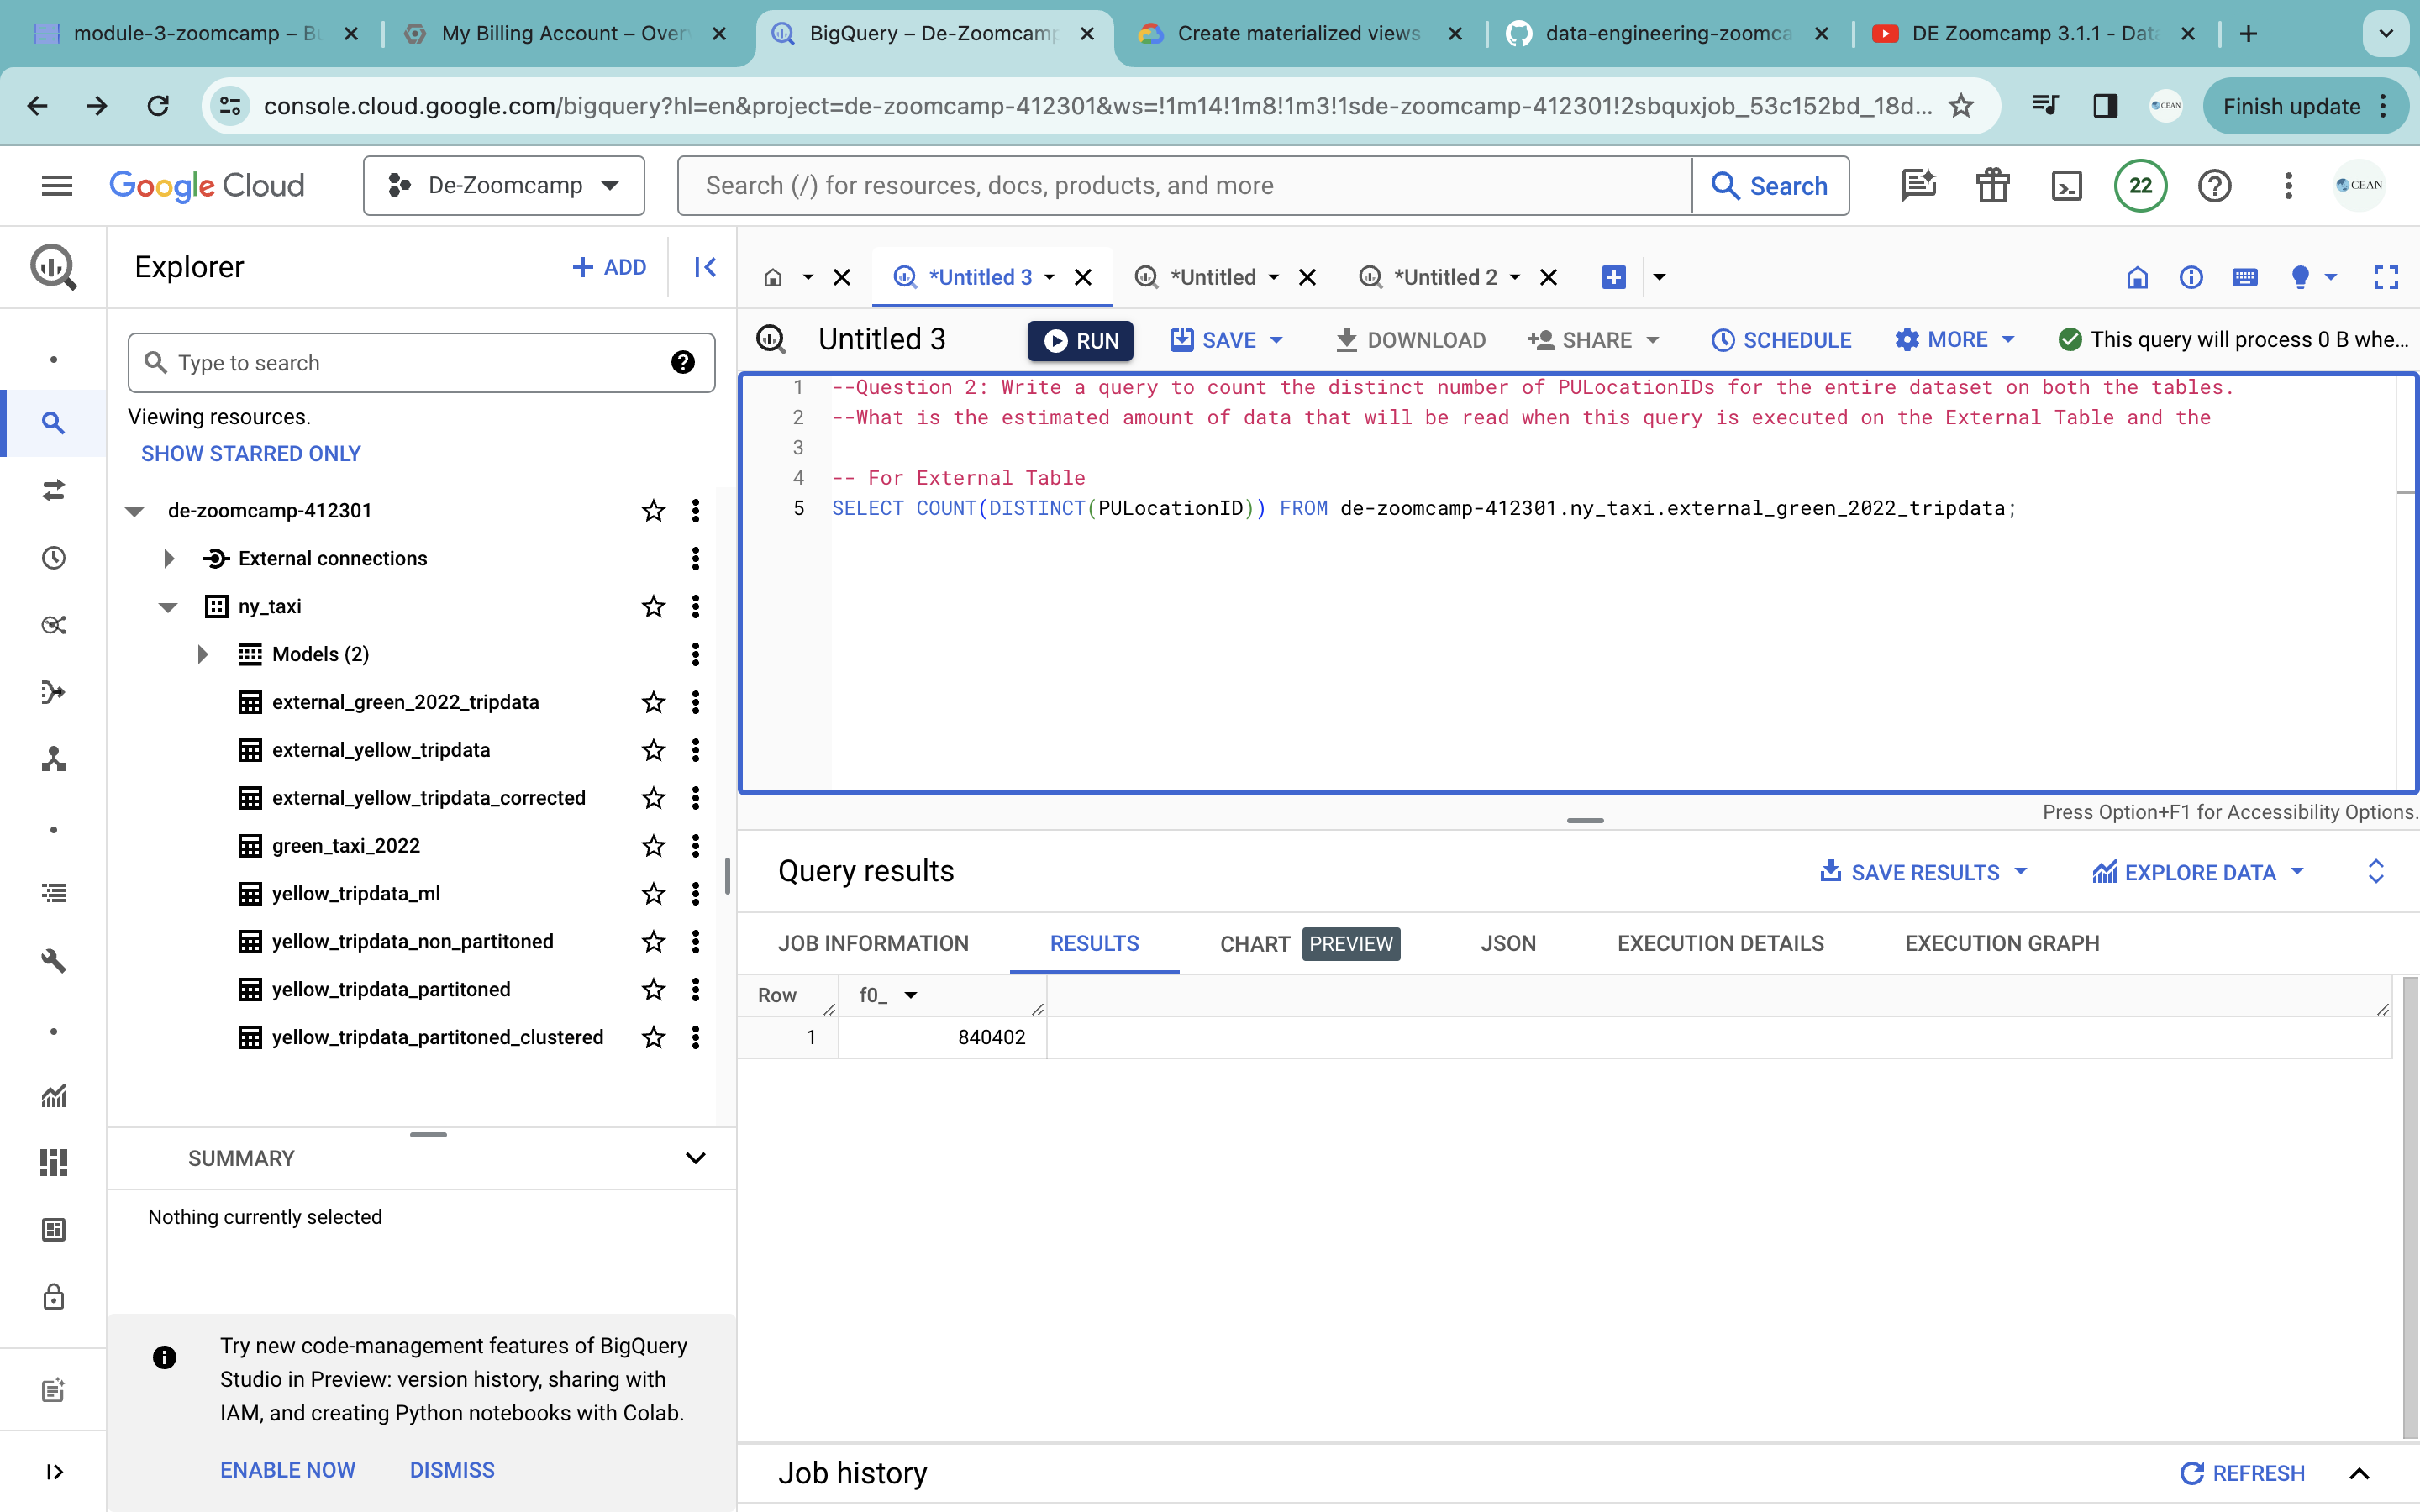 module-3-zoomcamp – Bu
My Billing Account – Over
BigQuery – De-Zoomcamp
Create materialized views
data-engineering-zoomca
DE Zoomcamp 3.1.1 - Data
console.cloud.google.com/bigquery?hl=en&project=de-zoomcamp-412301&ws=!1m14!1m8!1m3!1sde-zoomcamp-412301!2sbquxjob_53c152bd_18d...
CEAN
Finish update
Google Cloud
De-Zoomcamp
Search (/) for resources, docs, products, and more
Search
22
CEAN
Explorer
+ ADD
*Untitled 3
*Untitled
*Untitled 2
Untitled 3
RUN
SAVE
DOWNLOAD
SHARE
SCHEDULE
MORE
This query will process 0 B whe...
Type to search
Viewing resources.
SHOW STARRED ONLY
de-zoomcamp-412301
External connections
ny_taxi
Models (2)
external_green_2022_tripdata
external_yellow_tripdata
external_yellow_tripdata_corrected
green_taxi_2022
yellow_tripdata_ml
yellow_tripdata_non_partitoned
yellow_tripdata_partitoned
yellow_tripdata_partitoned_clustered
SUMMARY
Nothing currently selected
Try new code-management features of BigQuery
Studio in Preview: version history, sharing with
IAM, and creating Python notebooks with Colab.
ENABLE NOW
DISMISS
1 --Question 2: Write a query to count the distinct number of PULocationIDs for the entire dataset on both the tables.
2 --What is the estimated amount of data that will be read when this query is executed on the External Table and the
3
4 -- For External Table
5 SELECT COUNT(DISTINCT(PULocationID)) FROM de-zoomcamp-412301.ny_taxi.external_green_2022_tripdata;
Press Option+F1 for Accessibility Options.
Query results
SAVE RESULTS
EXPLORE DATA
JOB INFORMATION
RESULTS
CHART PREVIEW
JSON
EXECUTION DETAILS
EXECUTION GRAPH
Row f0_
1 840402
Job history
REFRESH